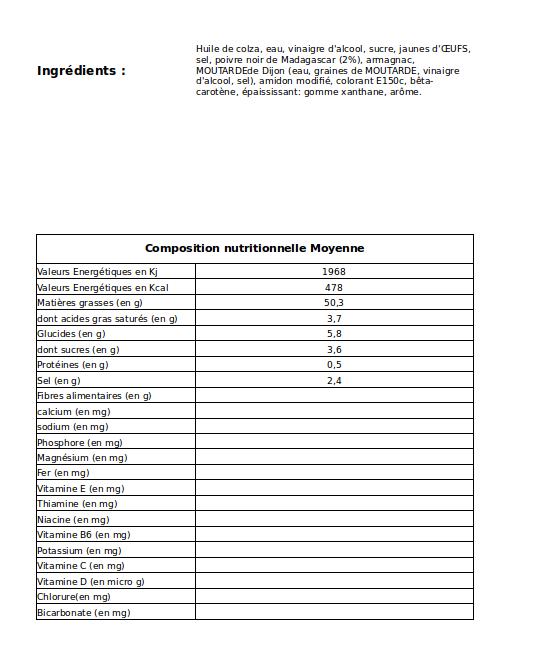 Huile de colza, eau, vinaigre d'alcool, sucre, jaunes d'ŒUFS,
sel, poivre noir de Madagascar (2%), armagnac,
Ingrédients :
MOUTARDEde Dijon (eau, graines de MOUTARDE, vinaigre
d'alcool, sel), amidon modifié, colorant E150c, bêta-
carotène, épaississant: gomme xanthane, arôme.
Composition nutritionnelle Moyenne
Valeurs Energétiques en Kj 1968
Valeurs Energétiques en Kcal 478
Matières grasses (en g) 50,3
dont acides gras saturés (en g) 3,7
Glucides (en g) 5,8
dont sucres (en g) 3,6
Protéines (en g) 0,5
Sel (en g) 2,4
Fibres alimentaires (en g)
calcium (en mg)
sodium (en mg)
Phosphore (en mg)
Magnésium (en mg)
Fer (en mg)
Vitamine E (en mg)
Thiamine (en mg)
Niacine (en mg)
Vitamine B6 (en mg)
Potassium (en mg)
Vitamine C (en mg)
Vitamine D (en micro g)
Chlorure(en mg)
Bicarbonate (en mg)